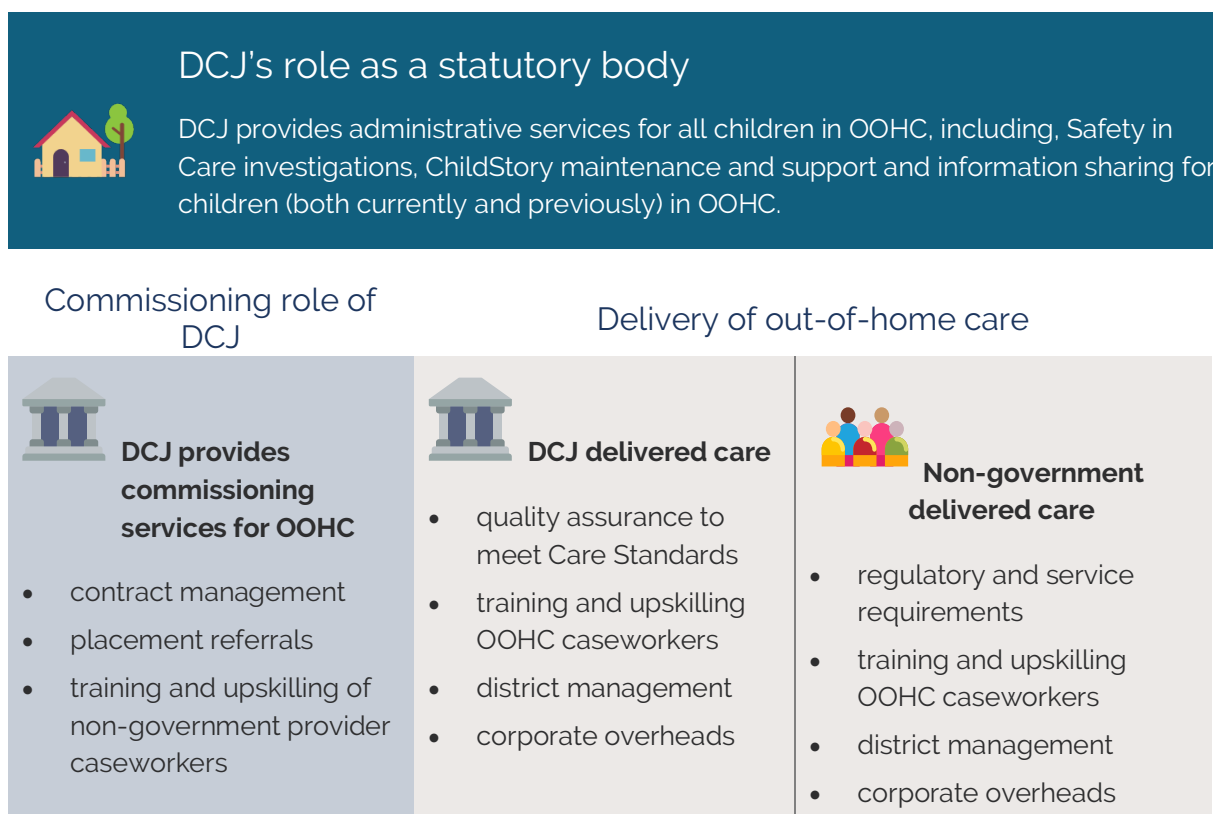 DCJ's role as a statutory body
DCJ provides administrative services for all children in OOHC, including, Safety in
Care investigations, ChildStory maintenance and support and information sharing for
children (both currently and previously) in OOHC.
Commissioning role of
DCJ
Delivery of out-of-home care
DCJ provides
commissioning
services for OOHC
• contract management
• placement referrals
• training and upskilling of
non-government provider
caseworkers
DCJ delivered care
• quality assurance to
meet Care Standards
• training and upskilling
OOHC caseworkers
• district management
• corporate overheads
Non-government
delivered care
• regulatory and service
requirements
• training and upskilling
OOHC caseworkers
• district management
• corporate overheads